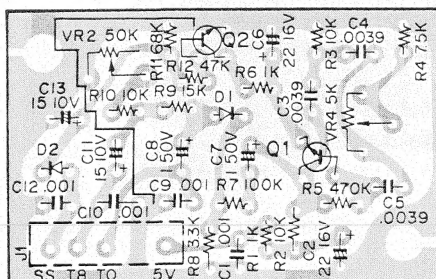 VR2 50K
R11 68K
Q2
C6
22 16V
R3 10K
C4
.0039
R4 7.5K
R12 47K
R6 1K
C13
15 10V
R10 10K
R9 15K
D1
C3
.0039
VR4 5K
D2
C11
15 10V
C8
1 50V
C7
1 50V
Q1
C12 .001
C10 .001
C9 .001
R7 100K
R5 470K
C5
.0039
J1
R8 33K
C1 .001
R1 1K
R2 10K
C2
22 16V
SS T8 TO 5V